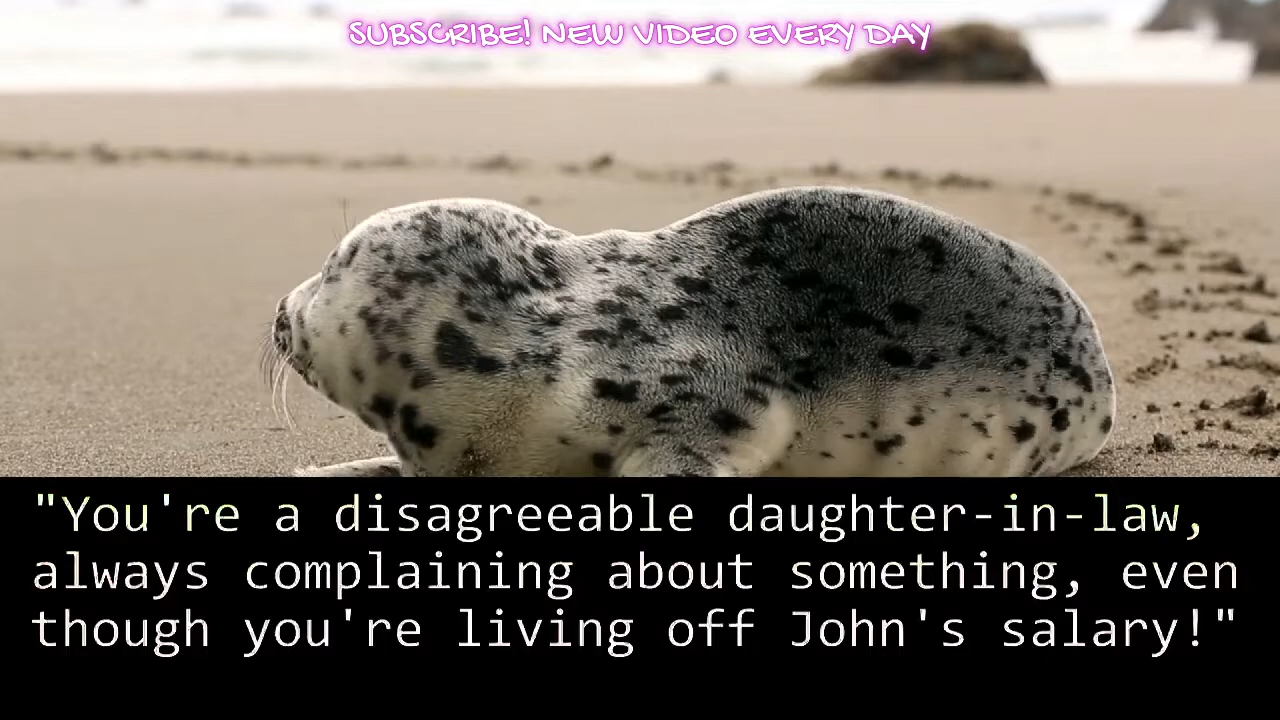 SUBSCRIBE! NEW VIDEO EVERY DAY
"You're a disagreeable daughter-in-law,
always complaining about something, even
though you're living off John's salary!"